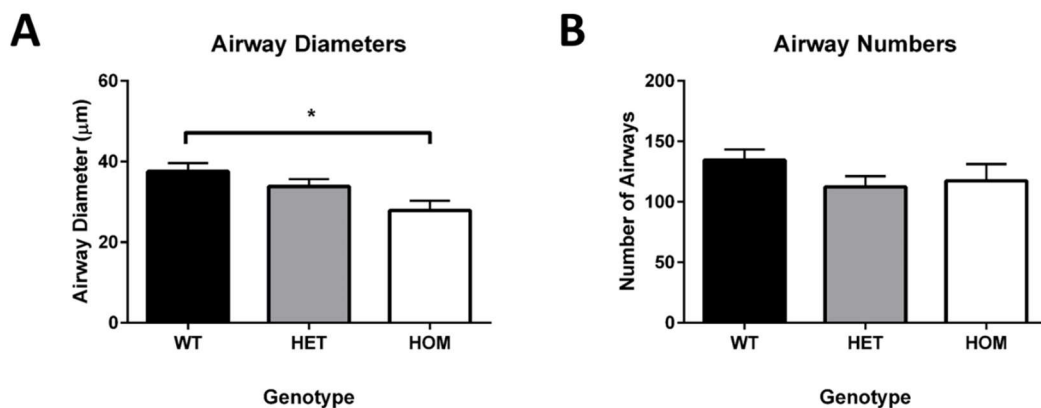 A
Airway Diameters
Airway Diameter (μm)
60
40
20
0
*
WT HET HOM
Genotype
B
Airway Numbers
Number of Airways
200
150
100
50
0
WT HET HOM
Genotype